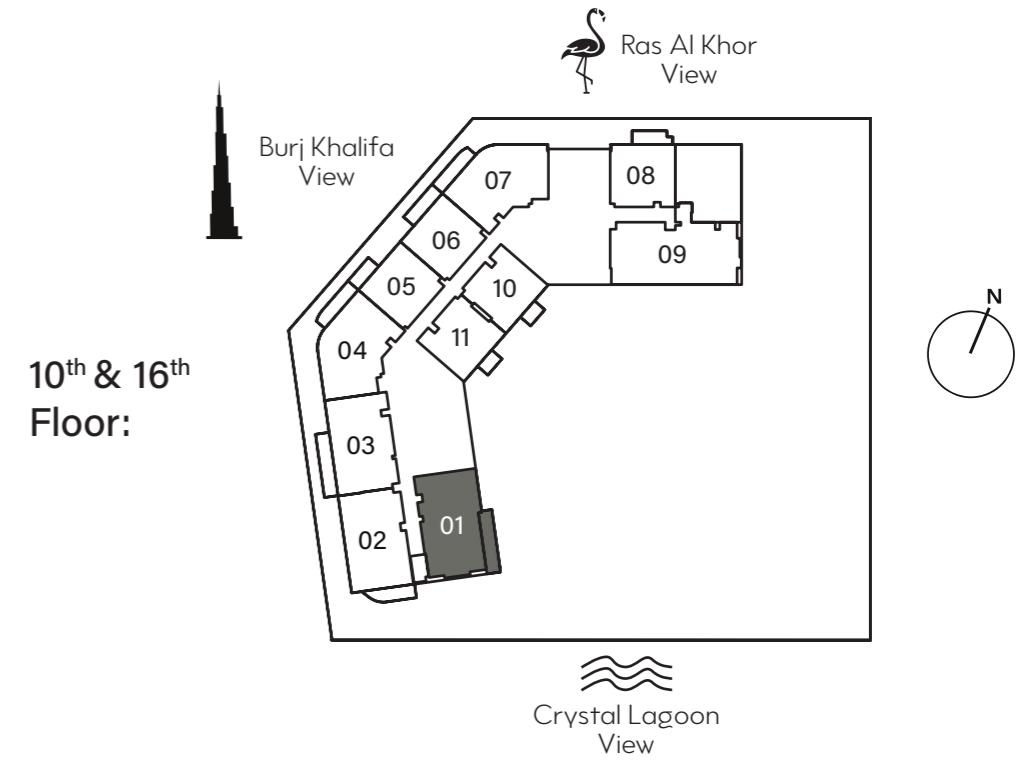 Ras Al Khor
View
Burj Khalifa
View
07
08
06
09
05
10
N
11
04
10th & 16th
Floor:
03
01
02
Crystal Lagoon
View